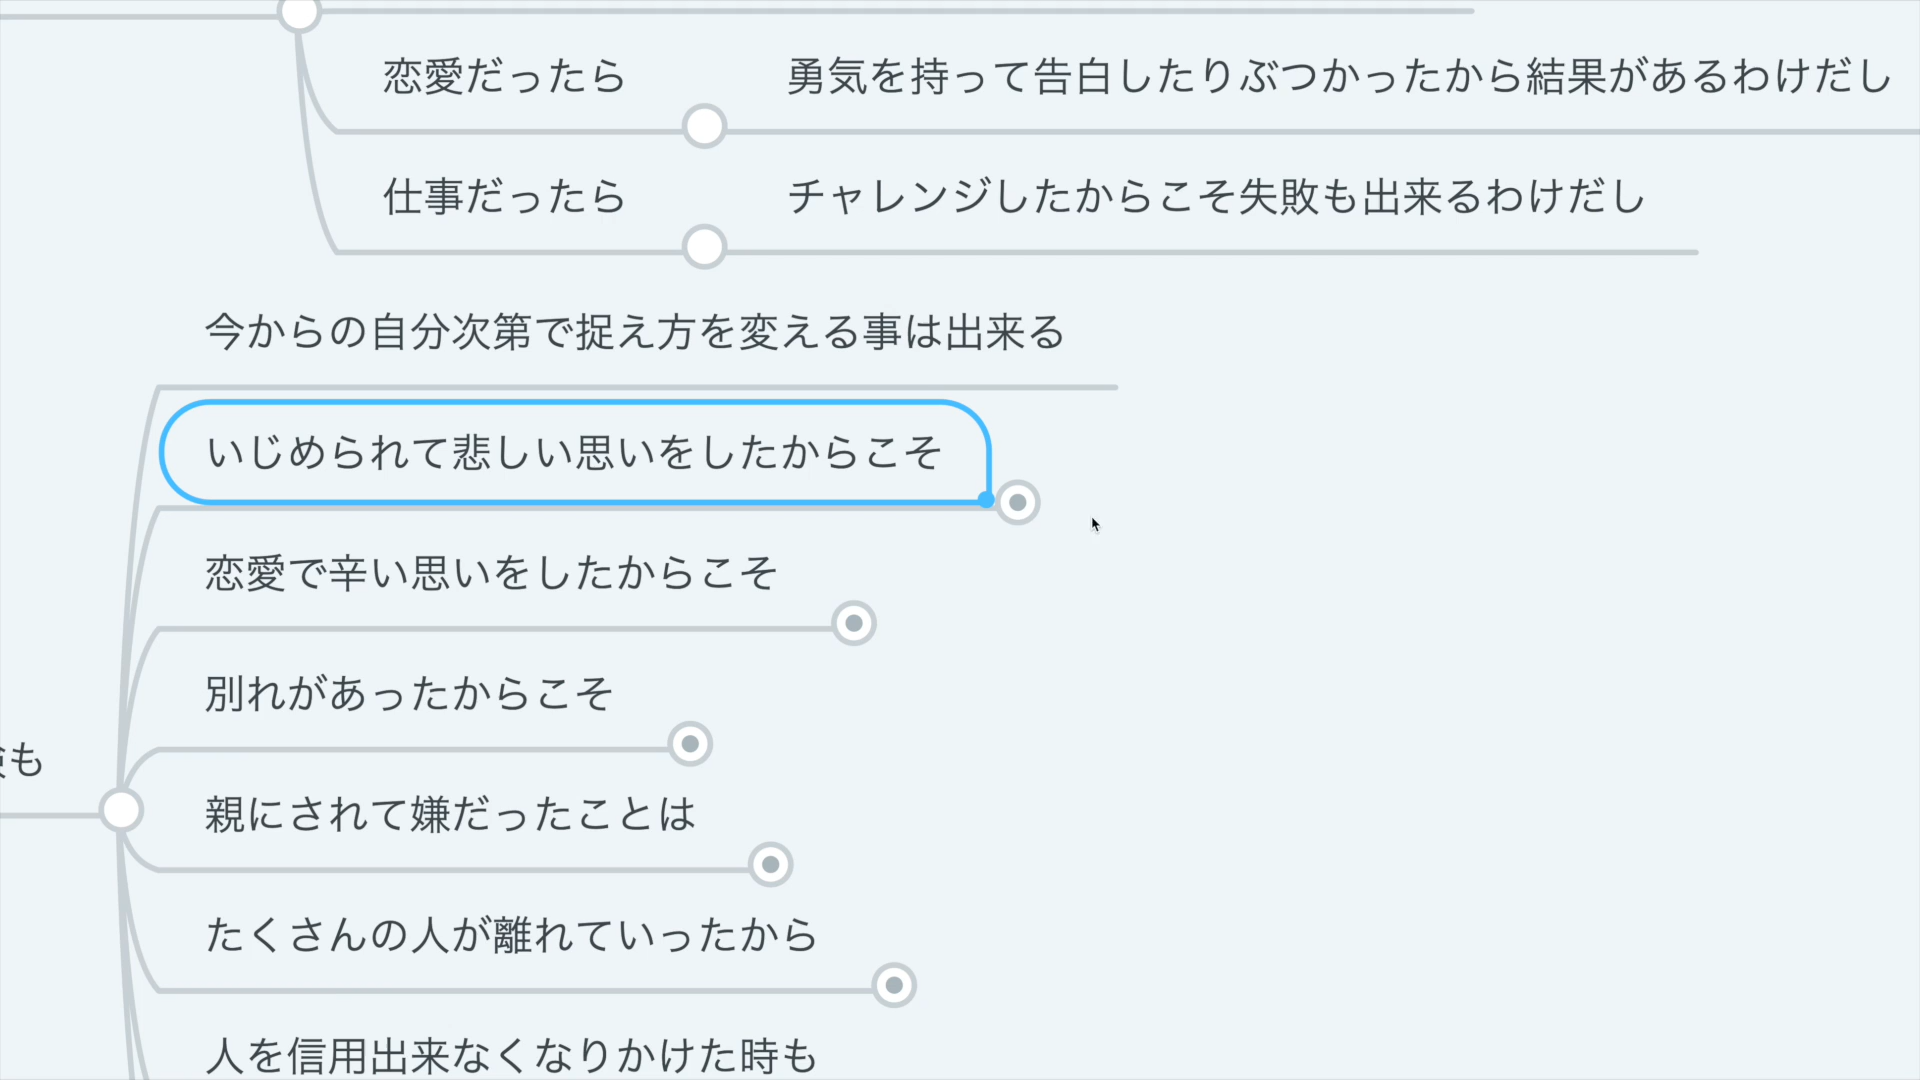 恋愛だったら
勇気を持って告白したりぶつかったから結果があるわけだし
仕事だったら
チャレンジしたからこそ失敗も出来るわけだし
今からの自分次第で捉え方を変える事は出来る
いじめられて悲しい思いをしたからこそ
恋愛で辛い思いをしたからこそ
別れがあったからこそ
も
親にされて嫌だったことは
たくさんの人が離れていったから
人を信用出来なくなりかけた時も